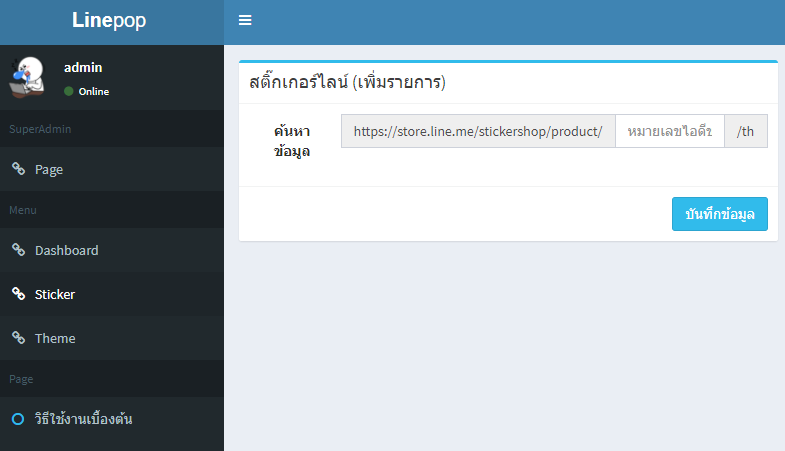 Linepop
admin
Online
SuperAdmin
Page
Menu
Dashboard
Sticker
Theme
Page
วิธีใช้งานเบื้องต้น
สติ๊กเกอร์ไลน์ (เพิ่มรายการ)
ค้นหา
ข้อมูล
https://store.line.me/stickershop/product/
หมายเลขไอดีข
/th
บันทึกข้อมูล